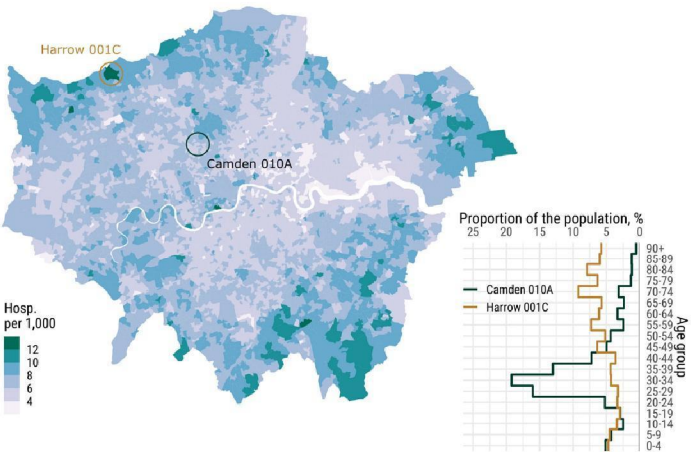 Harrow 001C
Camden 010A
Hosp.
per 1,000
12
10
8
6
4
Proportion of the population, %
25 20 15 10 5 0
Camden 010A
Harrow 001C
90+
85-89
80-84
75-79
70-74
65-69
60-64
55-59
50-54
45-49
40-44
35-39
30-34
25-29
20-24
15-19
10-14
5-9
0-4
Age group